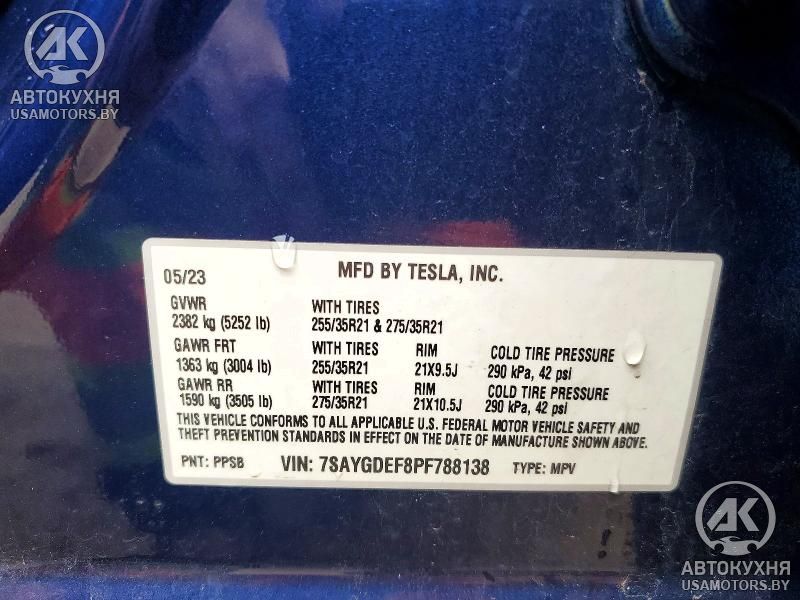 АК
АВТОКУХНЯ
USAMOTORS.BY
05/23 MFD BY TESLA, INC.
GVWR WITH TIRES
2382 kg (5252 lb) 255/35R21 & 275/35R21
GAWR FRT WITH TIRES RIM COLD TIRE PRESSURE
1363 kg (3004 lb) 255/35R21 21X9.5J 290 kPa, 42 psi
GAWR RR WITH TIRES RIM COLD TIRE PRESSURE
1590 kg (3505 lb) 275/35R21 21X10.5J 290 kPa, 42 psi
THIS VEHICLE CONFORMS TO ALL APPLICABLE U.S. FEDERAL MOTOR VEHICLE SAFETY AND
THEFT PREVENTION STANDARDS IN EFFECT ON THE DATE OF MANUFACTURE SHOWN ABOVE.
PNT: PPSB VIN: 7SAYGDEF8PF788138 TYPE: MPV
АК
АВТОКУХНЯ
USAMOTORS.BY